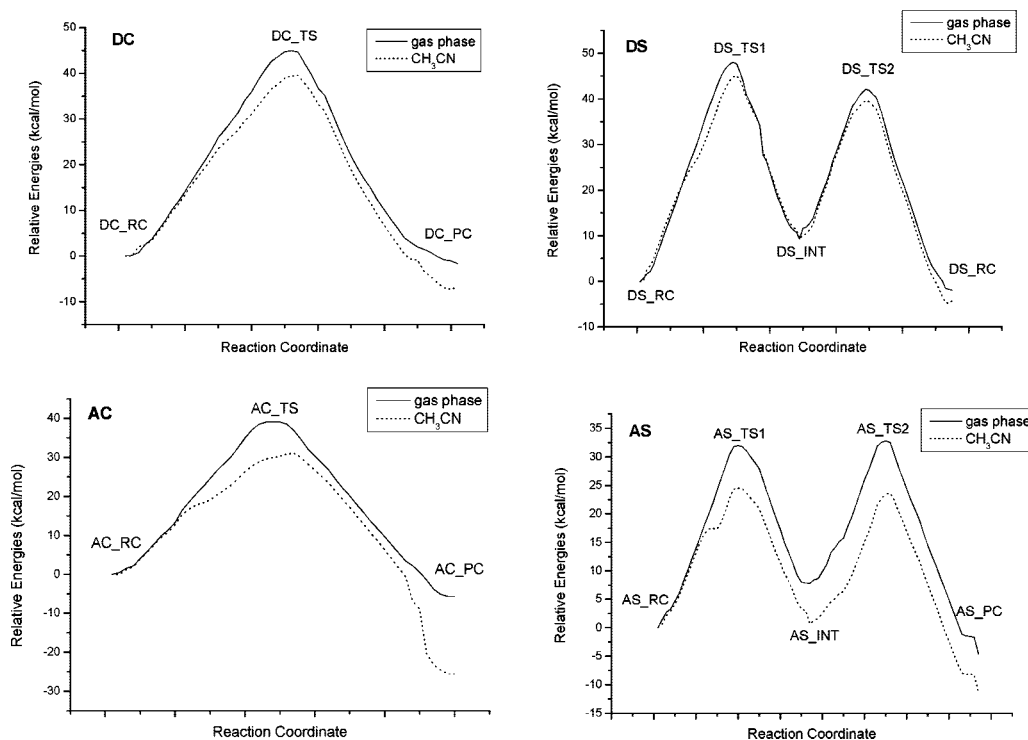 DC
DC_TS
gas phase
CH₃CN
50
40
30
20
10
0
-10
Relative Energies (kcal/mol)
DC_RC
DC_PC
Reaction Coordinate
DS
DS_TS1
DS_TS2
gas phase
CH₃CN
50
40
30
20
10
0
-10
Relative Energies (kcal/mol)
DS_RC
DS_INT
DS_RC
Reaction Coordinate
AC
AC_TS
gas phase
CH₃CN
40
30
20
10
0
-10
-20
-30
Relative Energies (kcal/mol)
AC_RC
AC_PC
Reaction Coordinate
AS
AS_TS1
AS_TS2
gas phase
CH₃CN
35
30
25
20
15
10
5
0
-5
-10
-15
Relative Energies (kcal/mol)
AS_RC
AS_INT
AS_PC
Reaction Coordinate